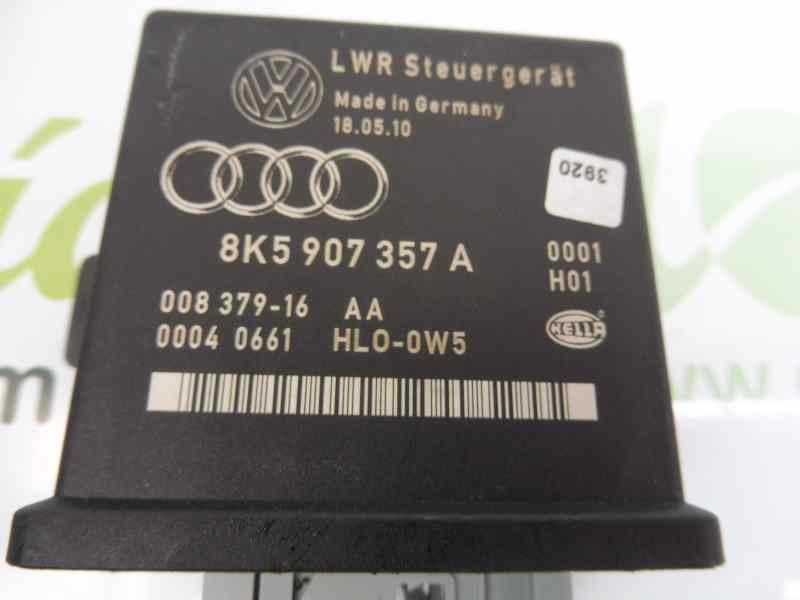 LWR Steuergerät
Made in Germany
18.05.10
3920
8K5 907 357 A
0001
H01
008 379-16 AA
0004 0661 HLO-0W5
HELLA